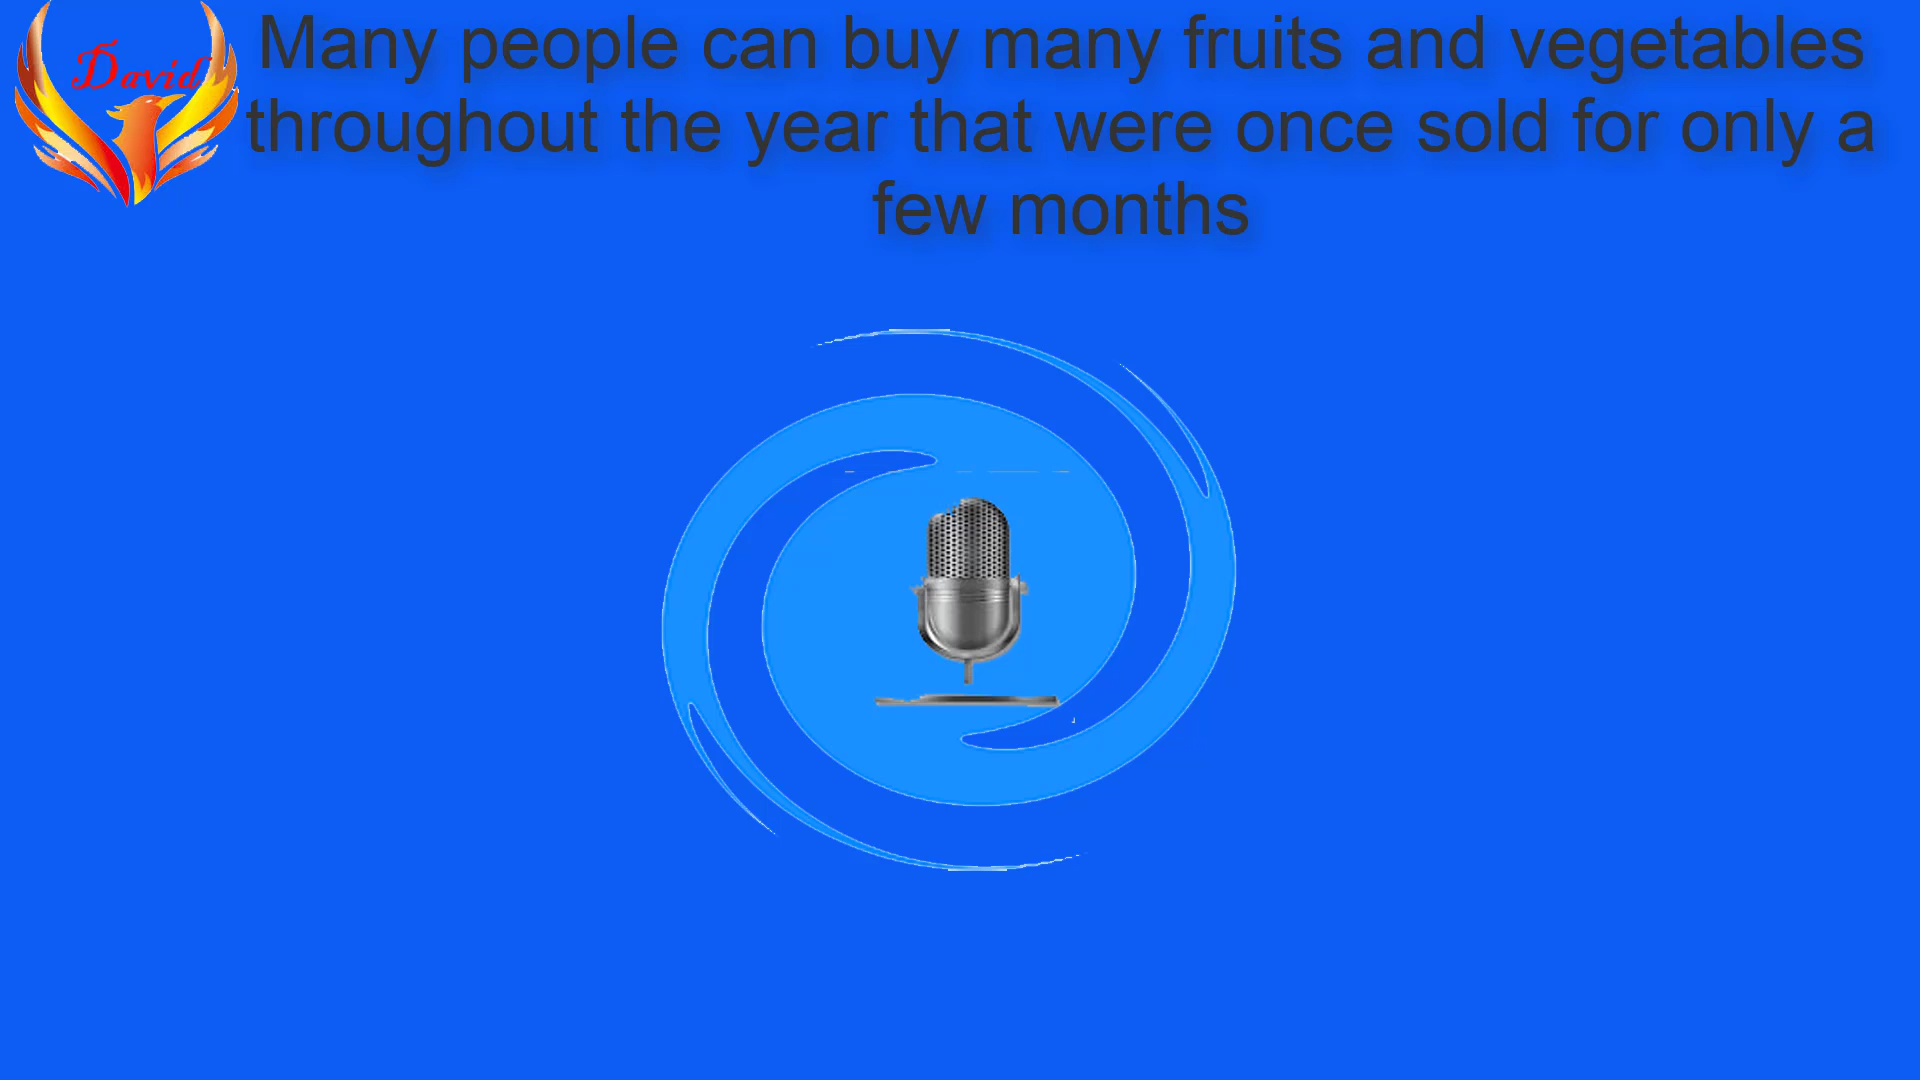 David
Many people can buy many fruits and vegetables
throughout the year that were once sold for only a
few months